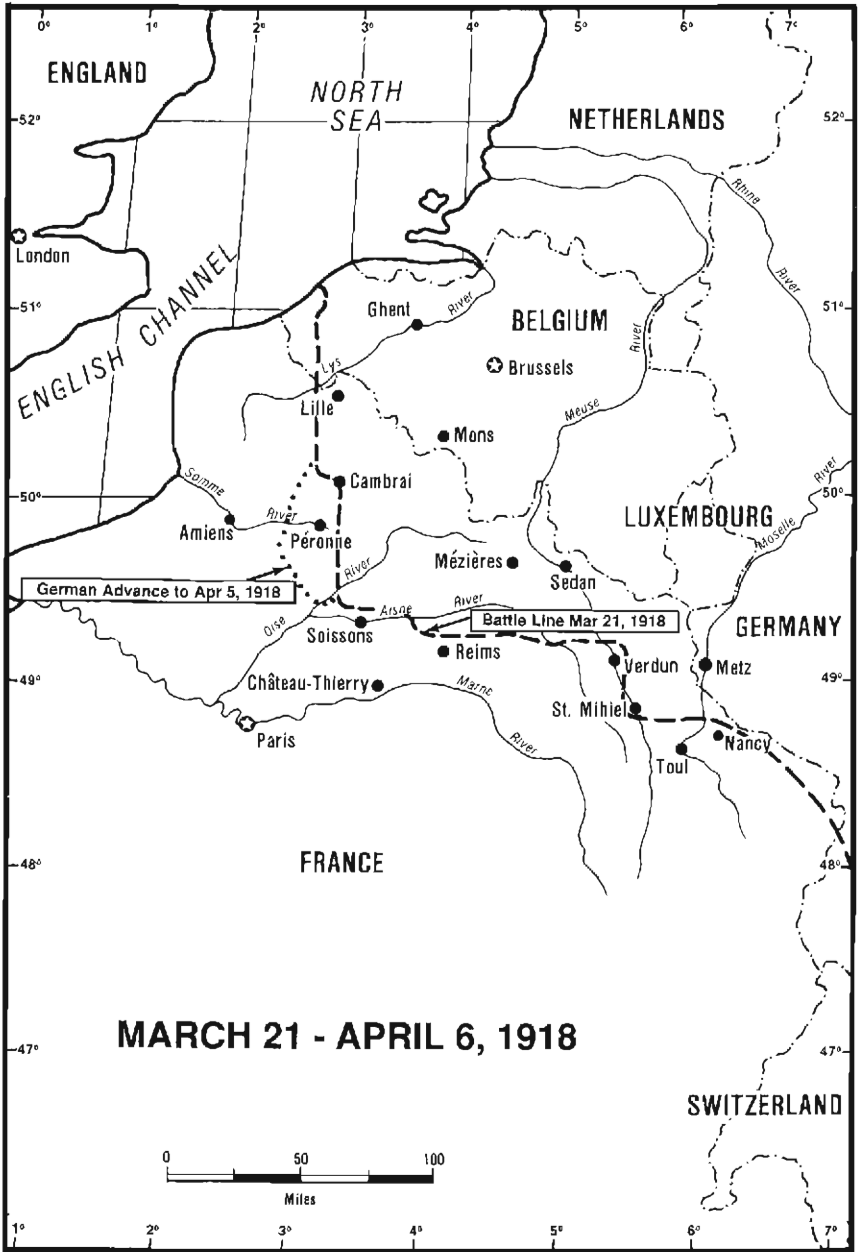 0° 1° 2° 3° 4° 5° 6° 7°
ENGLAND
NORTH
SEA
NETHERLANDS
52° 52°
Rhine
River
London
ENGLISH CHANNEL
51° 51°
Ghent
River
Lys
BELGIUM
Brussels
River
Meuse
Lille
Mons
Cambrai
Somme
River
50° 50°
Amiens
Péronne
LUXEMBOURG
River
Moselle
Mézières
Sedan
German Advance to Apr 5, 1918
River
Oise
Aisne
River
Soissons
Battle Line Mar 21, 1918
GERMANY
Reims
Verdun
Metz
49° 49°
Château-Thierry
Marne
River
St. Mihiel
Paris
Nancy
Toul
48° 48°
FRANCE
MARCH 21 - APRIL 6, 1918
47° 47°
SWITZERLAND
0 50 100
Miles
1° 2° 3° 4° 5° 6° 7°